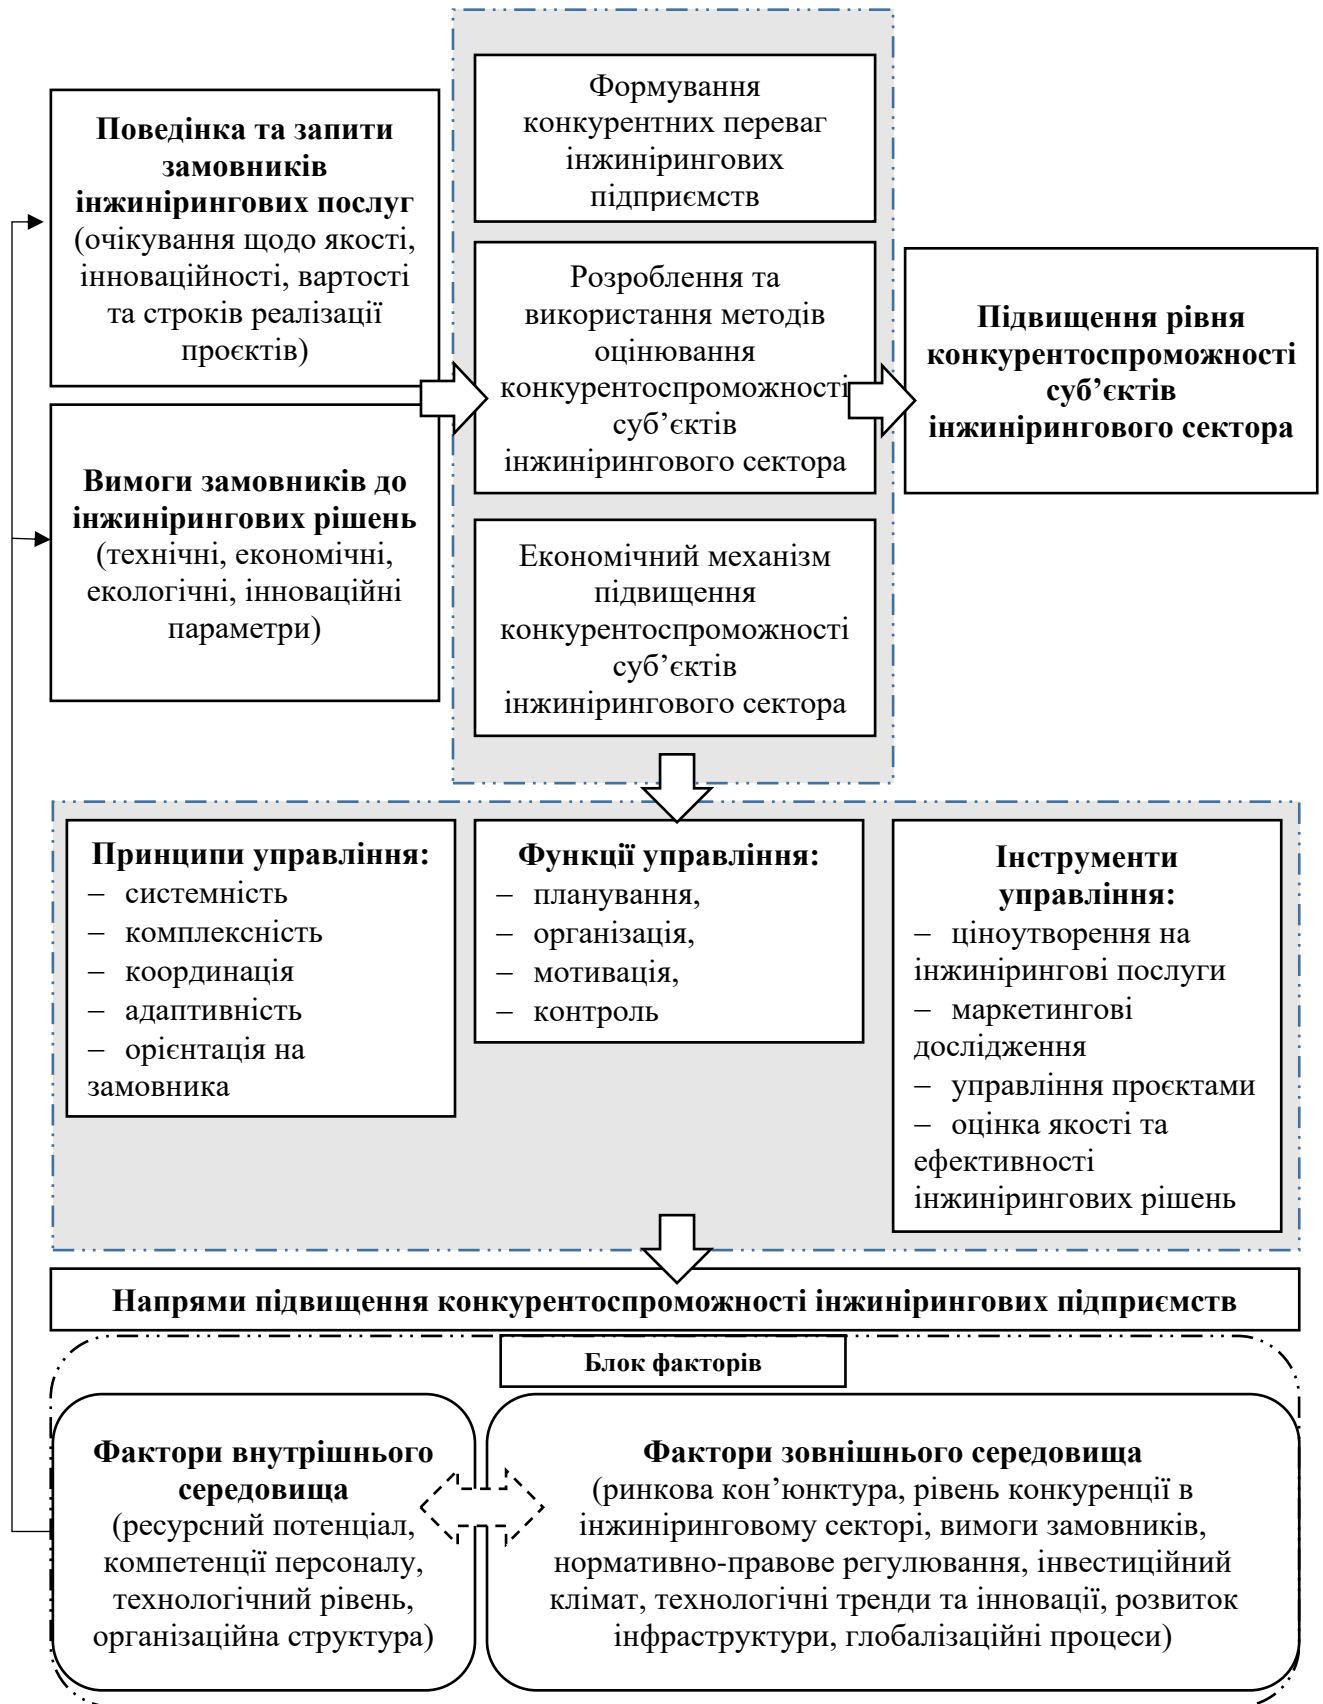 Формування
конкурентних переваг
інжинірингових
підприємств
Поведінка та запити
замовників
інжинірингових послуг
(очікування щодо якості,
інноваційності, вартості
та строків реалізації
проєктів)
Розроблення та
використання методів
оцінювання
конкурентоспроможності
суб’єктів
інжинірингового сектора
Підвищення рівня
конкурентоспроможності
суб’єктів
інжинірингового сектора
Вимоги замовників до
інжинірингових рішень
(технічні, економічні,
екологічні, інноваційні
параметри)
Економічний механізм
підвищення
конкурентоспроможності
суб’єктів
інжинірингового сектора
Принципи управління:
– системність
– комплексність
– координація
– адаптивність
– орієнтація на
замовника
Функції управління:
– планування,
– організація,
– мотивація,
– контроль
Інструменти
управління:
– ціноутворення на
інжинірингові послуги
– маркетингові
дослідження
– управління проєктами
– оцінка якості та
ефективності
інжинірингових рішень
Напрями підвищення конкурентоспроможності інжинірингових підприємств
Блок факторів
Фактори внутрішнього
середовища
(ресурсний потенціал,
компетенції персоналу,
технологічний рівень,
організаційна структура)
Фактори зовнішнього середовища
(ринкова кон’юнктура, рівень конкуренції в
інжиніринговому секторі, вимоги замовників,
нормативно-правове регулювання, інвестиційний
клімат, технологічні тренди та інновації, розвиток
інфраструктури, глобалізаційні процеси)